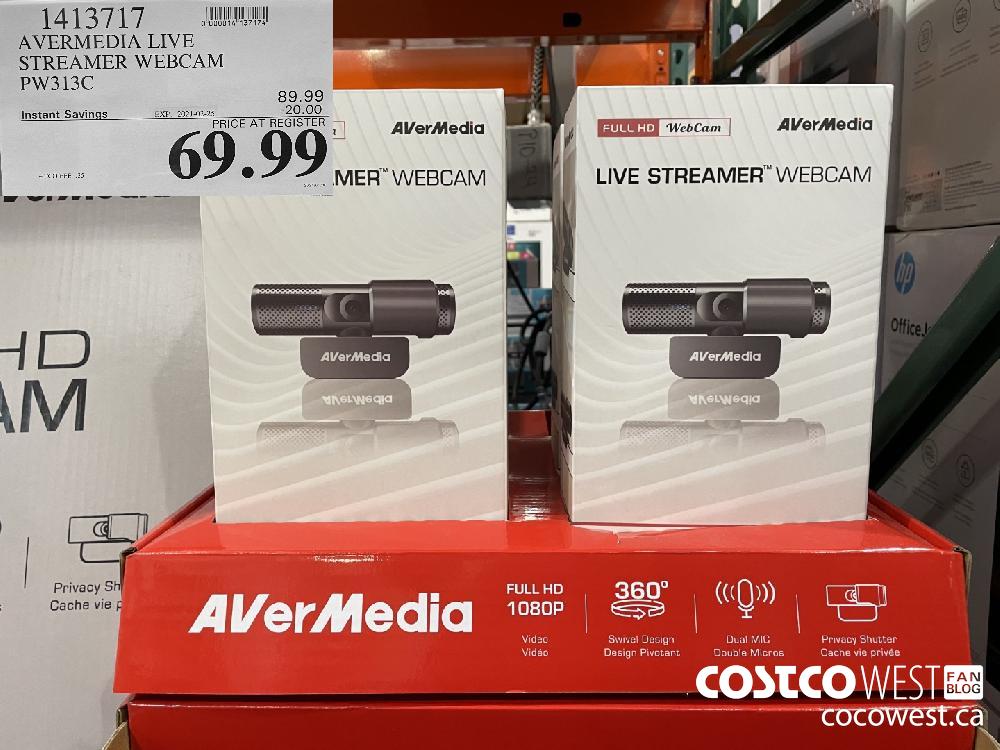 1413717
AVERMEDIA LIVE
STREAMER WEBCAM
PW313C
89.99
Instant Savings
-20.00
PRICE AT REGISTER
69.99
MER™ WEBCAM
AVerMedia
FULL HD WebCam
AVerMedia
LIVE STREAMER™ WEBCAM
AVerMedia
AVerMedia
hp
HD
AM
Privacy Sh
Cache vie p
AVerMedia
FULL HD
1080P
Video
Vidéo
360°
Swivel Design
Design Pivotant
Dual MIC
Double Micros
Privacy Shutter
Cache vie privée
COSTCO WEST FAN BLOG
cocowest.ca